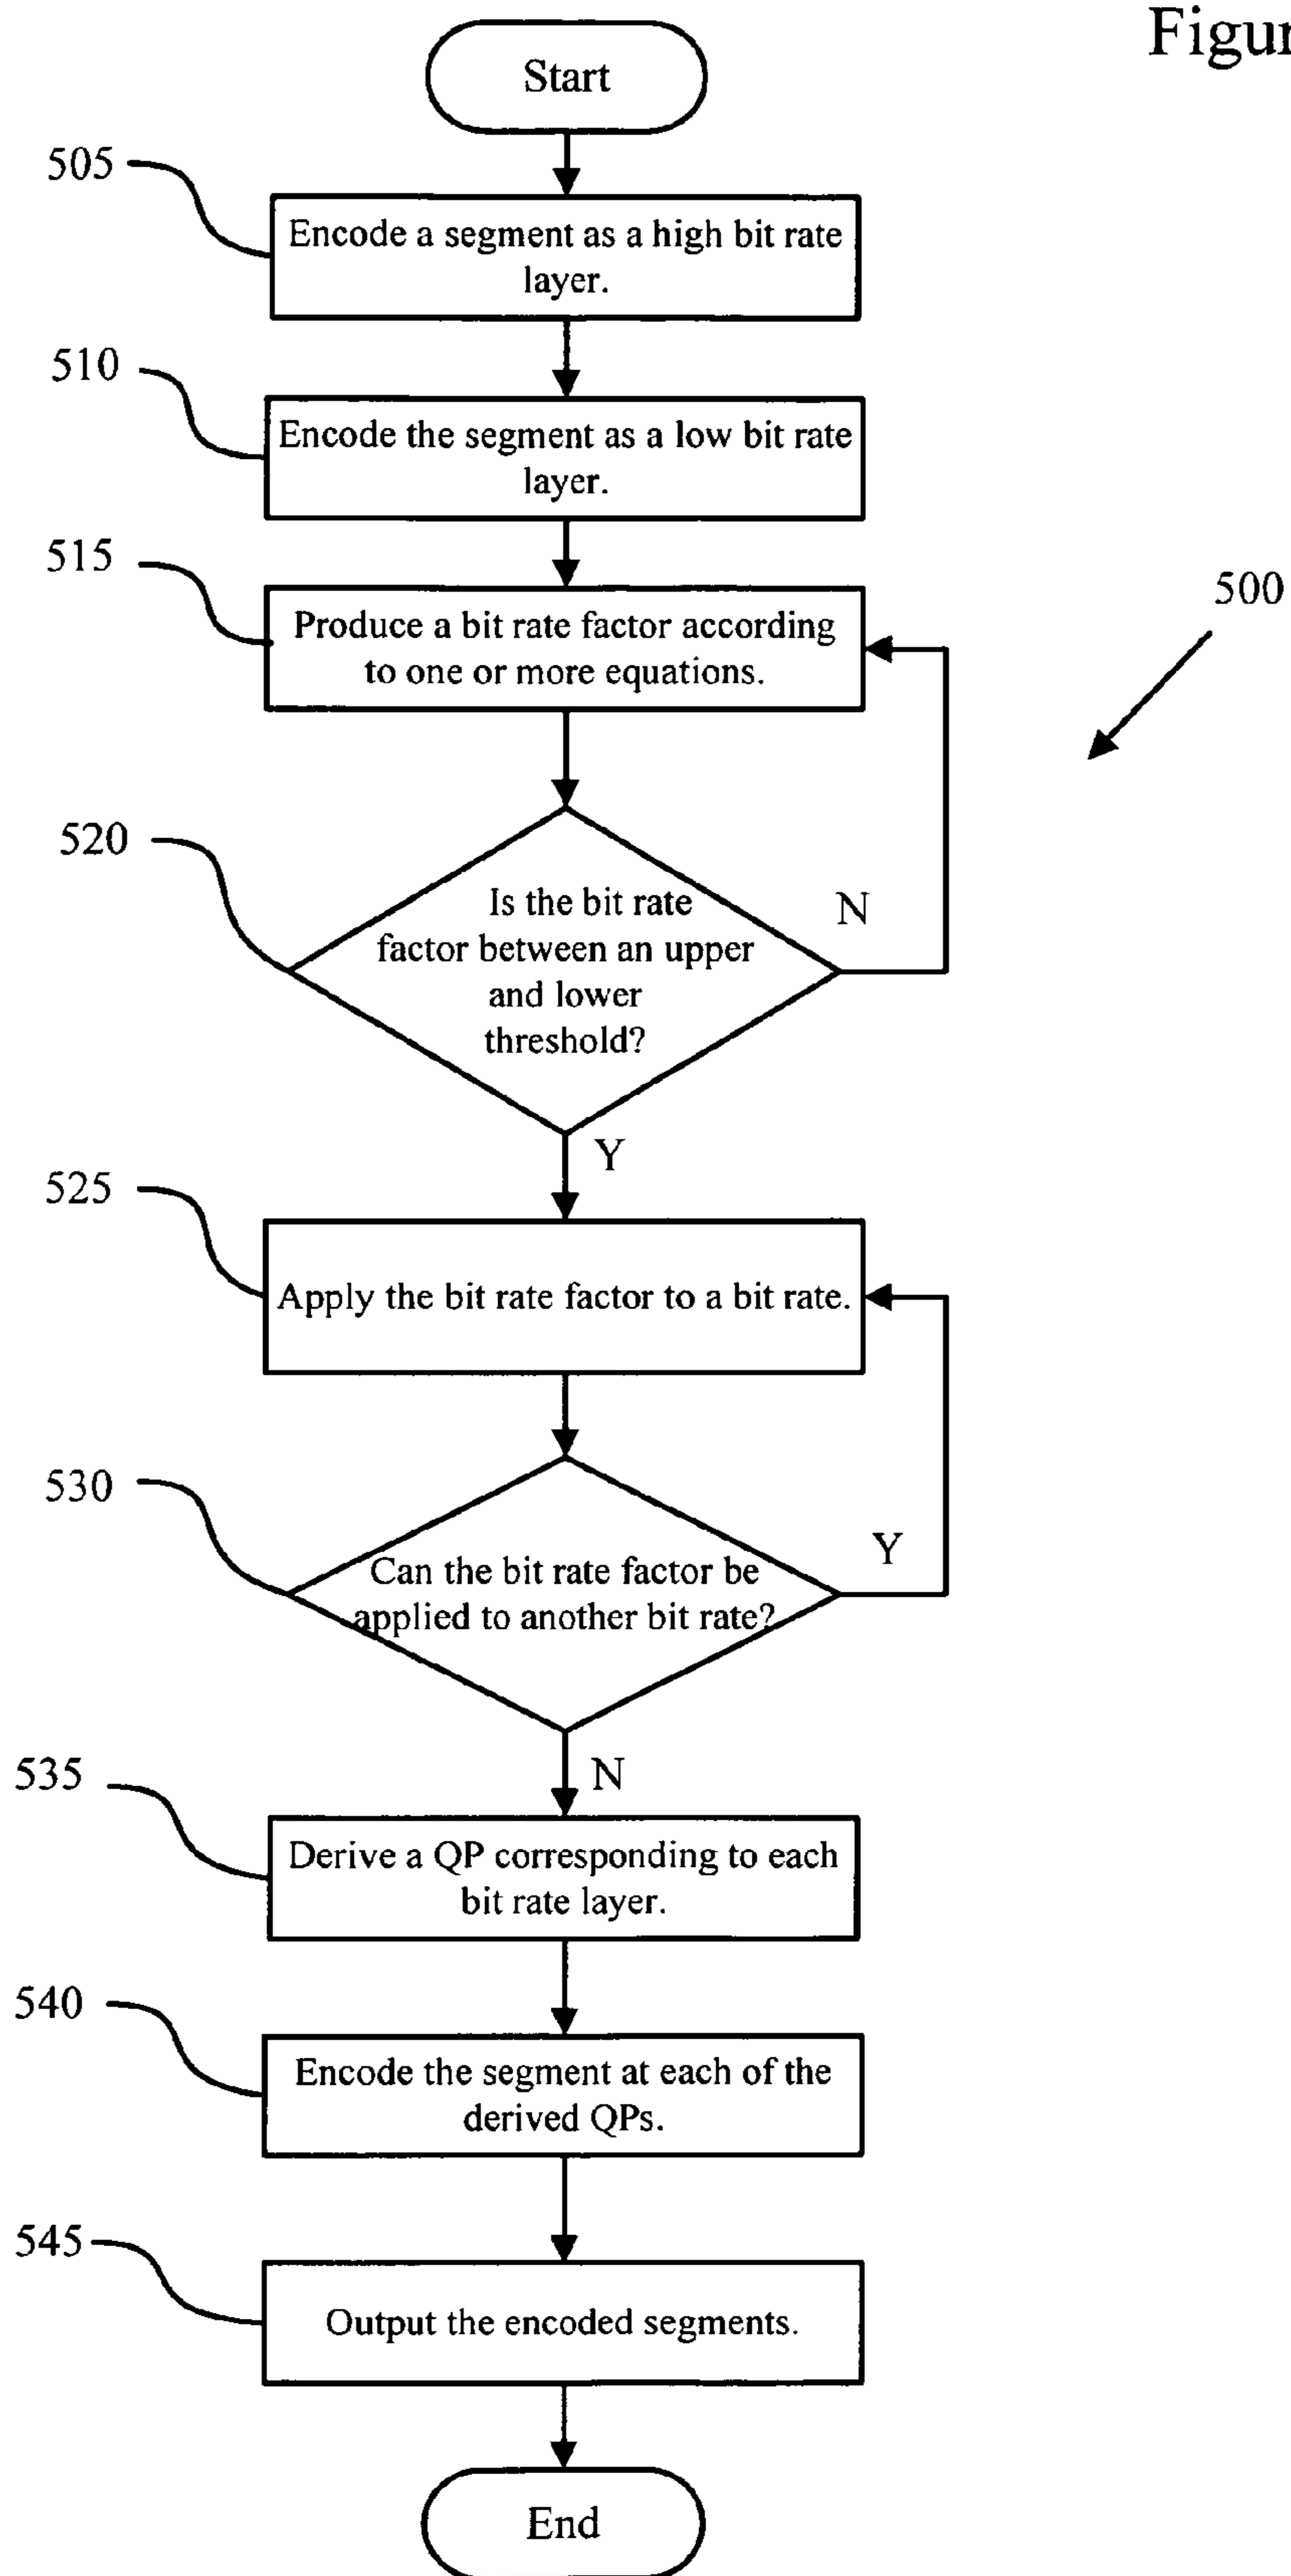 Figur
Start
505
Encode a segment as a high bit rate
layer.
510
Encode the segment as a low bit rate
layer.
515
Produce a bit rate factor according
to one or more equations.
500
520
Is the bit rate
factor between an upper
and lower
threshold?
N
Y
525
Apply the bit rate factor to a bit rate.
530
Can the bit rate factor be
applied to another bit rate?
Y
N
535
Derive a QP corresponding to each
bit rate layer.
540
Encode the segment at each of the
derived QPs.
545
Output the encoded segments.
End